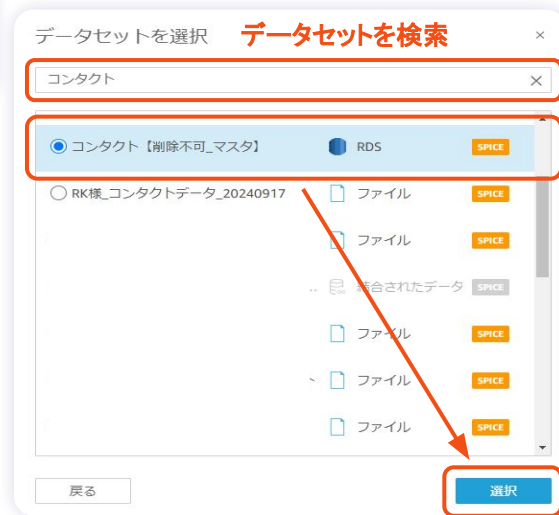 データセットを選択 データセットを検索 ×
コンタクト ×
コンタクト【削除不可_マスタ】 RDS SPICE
RK様_コンタクトデータ_20240917 ファイル SPICE
ファイル SPICE
.. 結合されたデータ SPICE
ファイル SPICE
ファイル SPICE
ファイル SPICE
戻る 選択